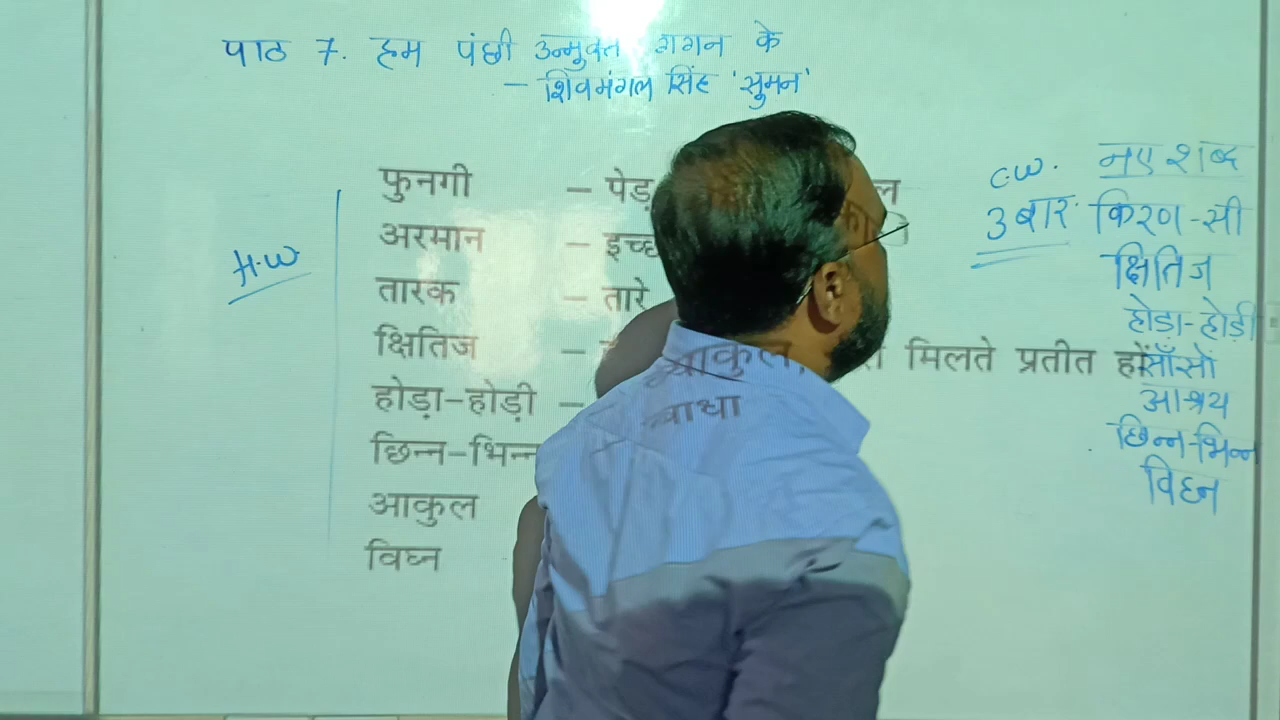 पाठ 7. हम पंछी उन्मुक्त गगन के
– शिवमंगल सिंह 'सुमन'
H.W
फुनगी – पेड़
अरमान – इच्छ
तारक – तारे
क्षितिज – मिलते प्रतीत हों
होड़ा-होड़ी –
छिन्न-भिन्न
आकुल व्याकुल,
विघ्न बाधा
C.W. नए शब्द
3 बार किरण-सी
क्षितिज
होड़ा-होड़ी
साँसों
आश्रय
छिन्न-भिन्न
विघ्न